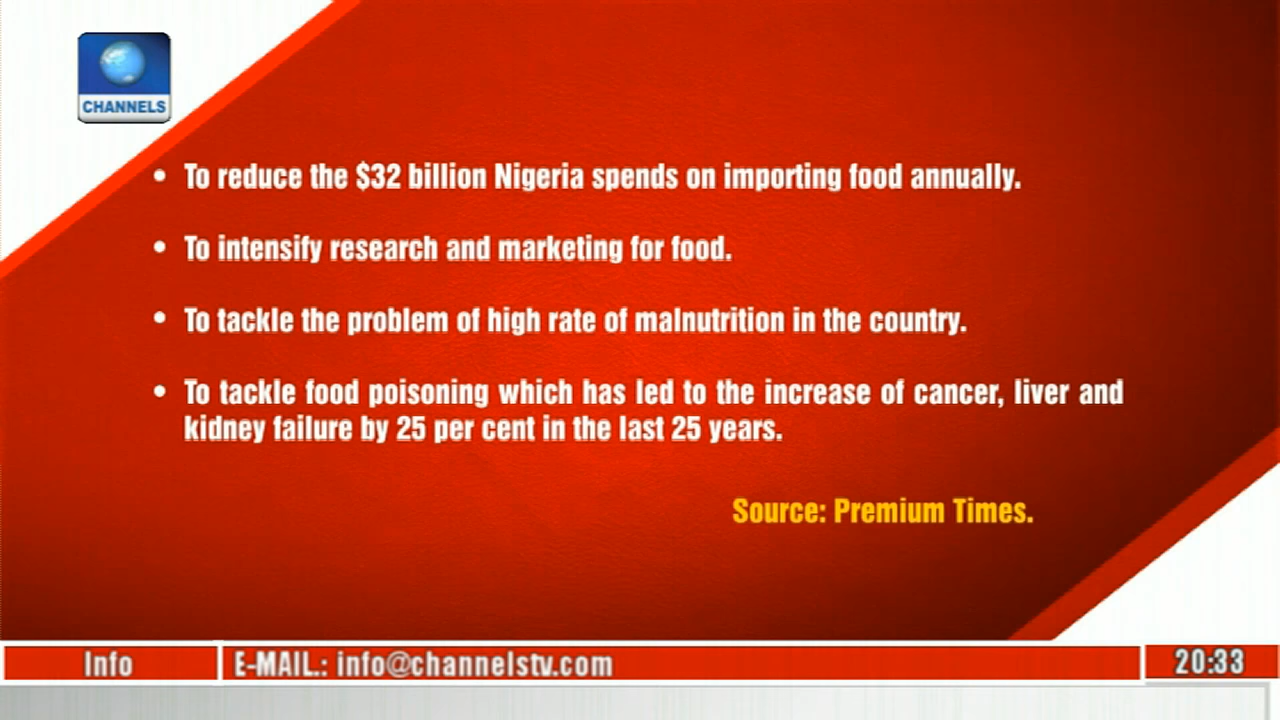 CHANNELS
• To reduce the $32 billion Nigeria spends on importing food annually.
• To intensify research and marketing for food.
• To tackle the problem of high rate of malnutrition in the country.
• To tackle food poisoning which has led to the increase of cancer, liver and
kidney failure by 25 per cent in the last 25 years.
Source: Premium Times.
Info
E-MAIL.: info@channelstv.com
20:33